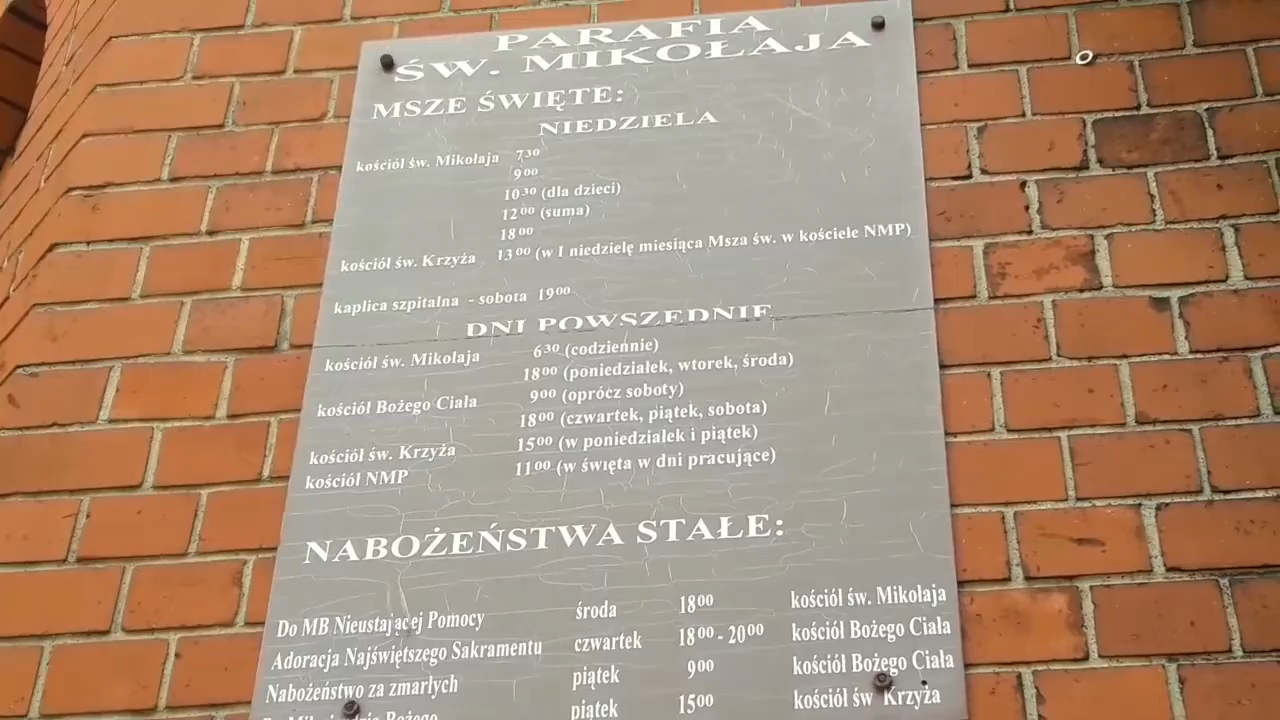 PARAFIA
ŚW. MIKOŁAJA
MSZE ŚWIĘTE:
NIEDZIELA
kościół św. Mikołaja 7³⁰
9⁰⁰
10³⁰ (dla dzieci)
12⁰⁰ (suma)
18⁰⁰
kościół św. Krzyża 13⁰⁰ (w I niedzielę miesiąca Msza św. w kościele NMP)
kaplica szpitalna - sobota 19⁰⁰
DNI POWSZEDNIE
kościół św. Mikołaja 6³⁰ (codziennie)
18⁰⁰ (poniedziałek, wtorek, środa)
kościół Bożego Ciała 9⁰⁰ (oprócz soboty)
18⁰⁰ (czwartek, piątek, sobota)
kościół św. Krzyża 15⁰⁰ (w poniedziałek i piątek)
kościół NMP 11⁰⁰ (w święta w dni pracujące)
NABOŻEŃSTWA STAŁE:
Do MB Nieustającej Pomocy środa 18⁰⁰ kościół św. Mikołaja
Adoracja Najświętszego Sakramentu czwartek 18⁰⁰ - 20⁰⁰ kościół Bożego Ciała
Nabożeństwo za zmarłych piątek 9⁰⁰ kościół Bożego Ciała
Do Miłosierdzia Bożego piątek 15⁰⁰ kościół św Krzyża